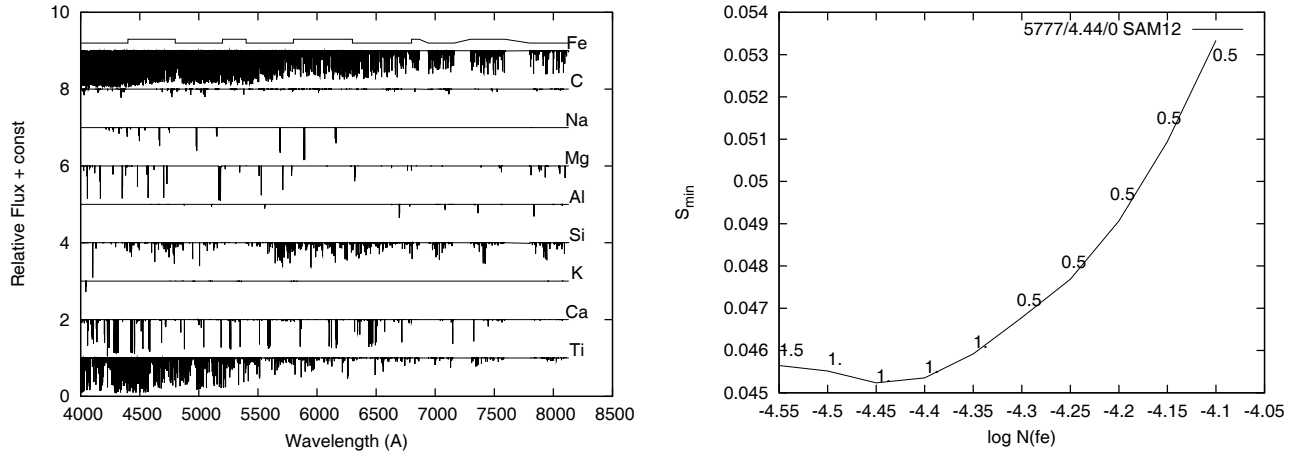 10
8
6
4
2
0
Relative Flux + const
Fe
C
Na
Mg
Al
Si
K
Ca
Ti
4000 4500 5000 5500 6000 6500 7000 7500 8000 8500
Wavelength (A)
0.054
0.053
0.052
0.051
0.05
0.049
0.048
0.047
0.046
0.045
S_min
5777/4.44/0 SAM12
0.5
0.5
0.5
0.5
0.5
1.
1.
1.
1.
1.5
-4.55 -4.5 -4.45 -4.4 -4.35 -4.3 -4.25 -4.2 -4.15 -4.1 -4.05
log N(fe)